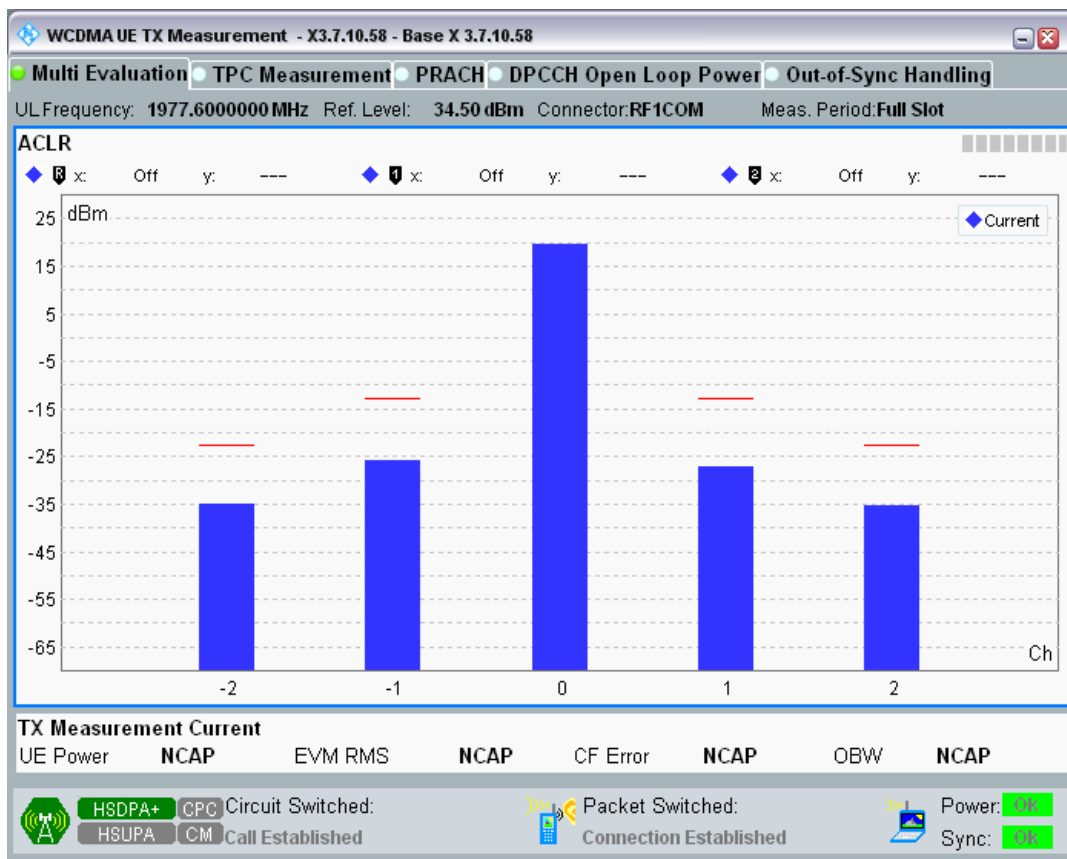 WCDMA UE TX Measurement - X3.7.10.58 - Base X 3.7.10.58
Multi Evaluation TPC Measurement PRACH DPCCH Open Loop Power Out-of-Sync Handling
UL Frequency: 1977.6000000 MHz Ref. Level: 34.50 dBm Connector:RF1COM Meas. Period:Full Slot
ACLR
R x: Off y: --- 1 x: Off y: --- 2 x: Off y: ---
dBm
Current
25
15
5
-5
-15
-25
-35
-45
-55
-65
Ch
-2 -1 0 1 2
TX Measurement Current
UE Power NCAP EVM RMS NCAP CF Error NCAP OBW NCAP
HSDPA+ CPC Circuit Switched: Packet Switched: Power: OK
HSUPA CM Call Established Connection Established Sync: OK